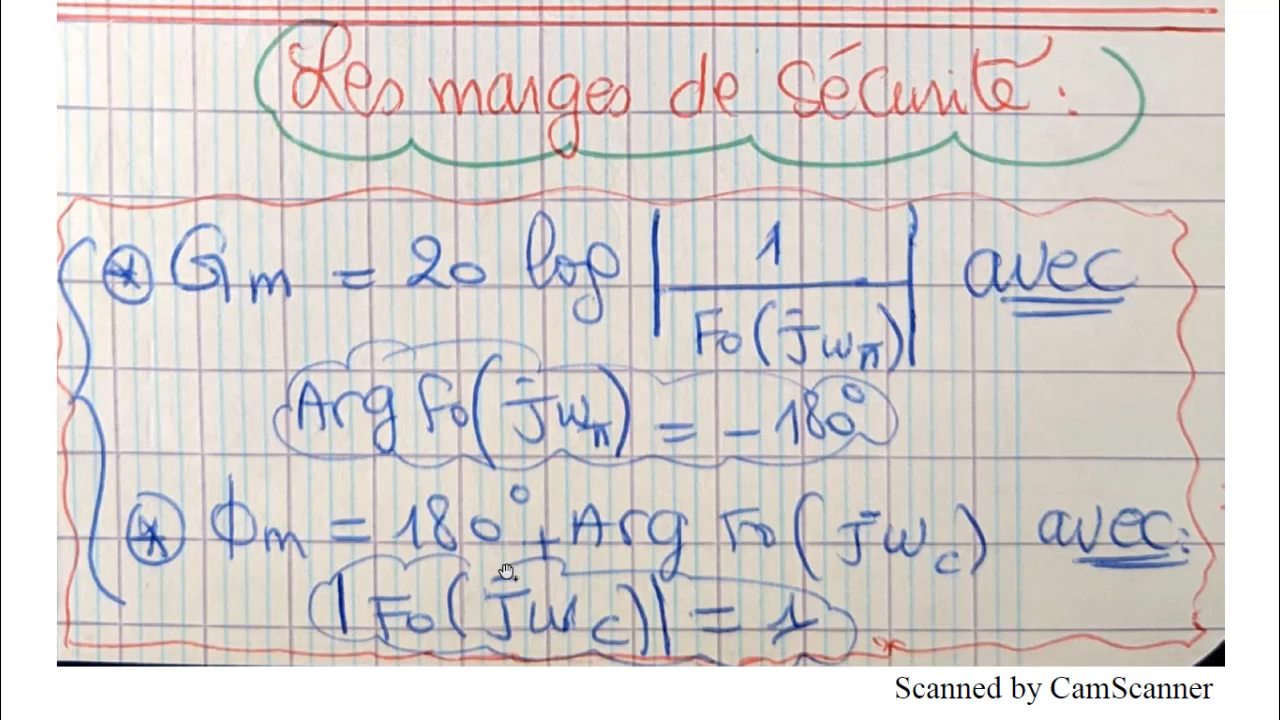 Les marges de Sécurité :
* Gm = 20 log | 1 / Fo(jωπ) | avec
Arg Fo(jωπ) = -180°
* Φm = 180° + Arg Fo(jωc) avec :
|Fo(jωc)| = 1
Scanned by CamScanner